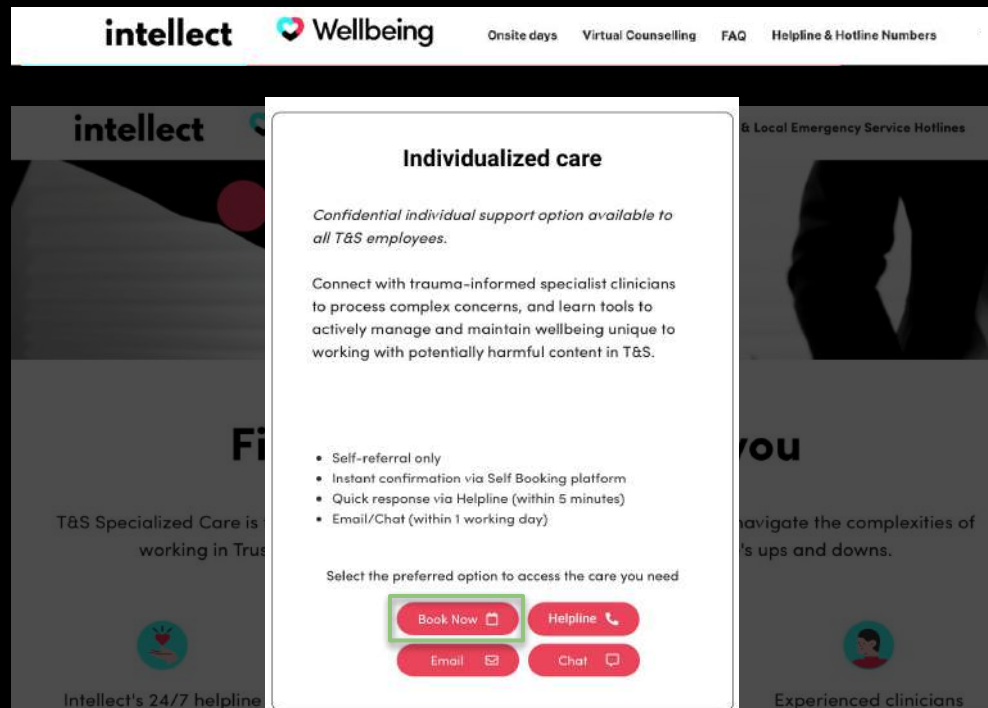 intellect Wellbeing Onsite days Virtual Counselling FAQ Helpline & Hotline Numbers
intellect & Local Emergency Service Hotlines
Individualized care
Confidential individual support option available to
all T&S employees.
Connect with trauma-informed specialist clinicians
to process complex concerns, and learn tools to
actively manage and maintain wellbeing unique to
working with potentially harmful content in T&S.
Fi you
• Self-referral only
• Instant confirmation via Self Booking platform
• Quick response via Helpline (within 5 minutes)
• Email/Chat (within 1 working day)
T&S Specialized Care is navigate the complexities of
working in Trus 's ups and downs.
Select the preferred option to access the care you need
Book Now Helpline
Email Chat
Intellect's 24/7 helpline Experienced clinicians